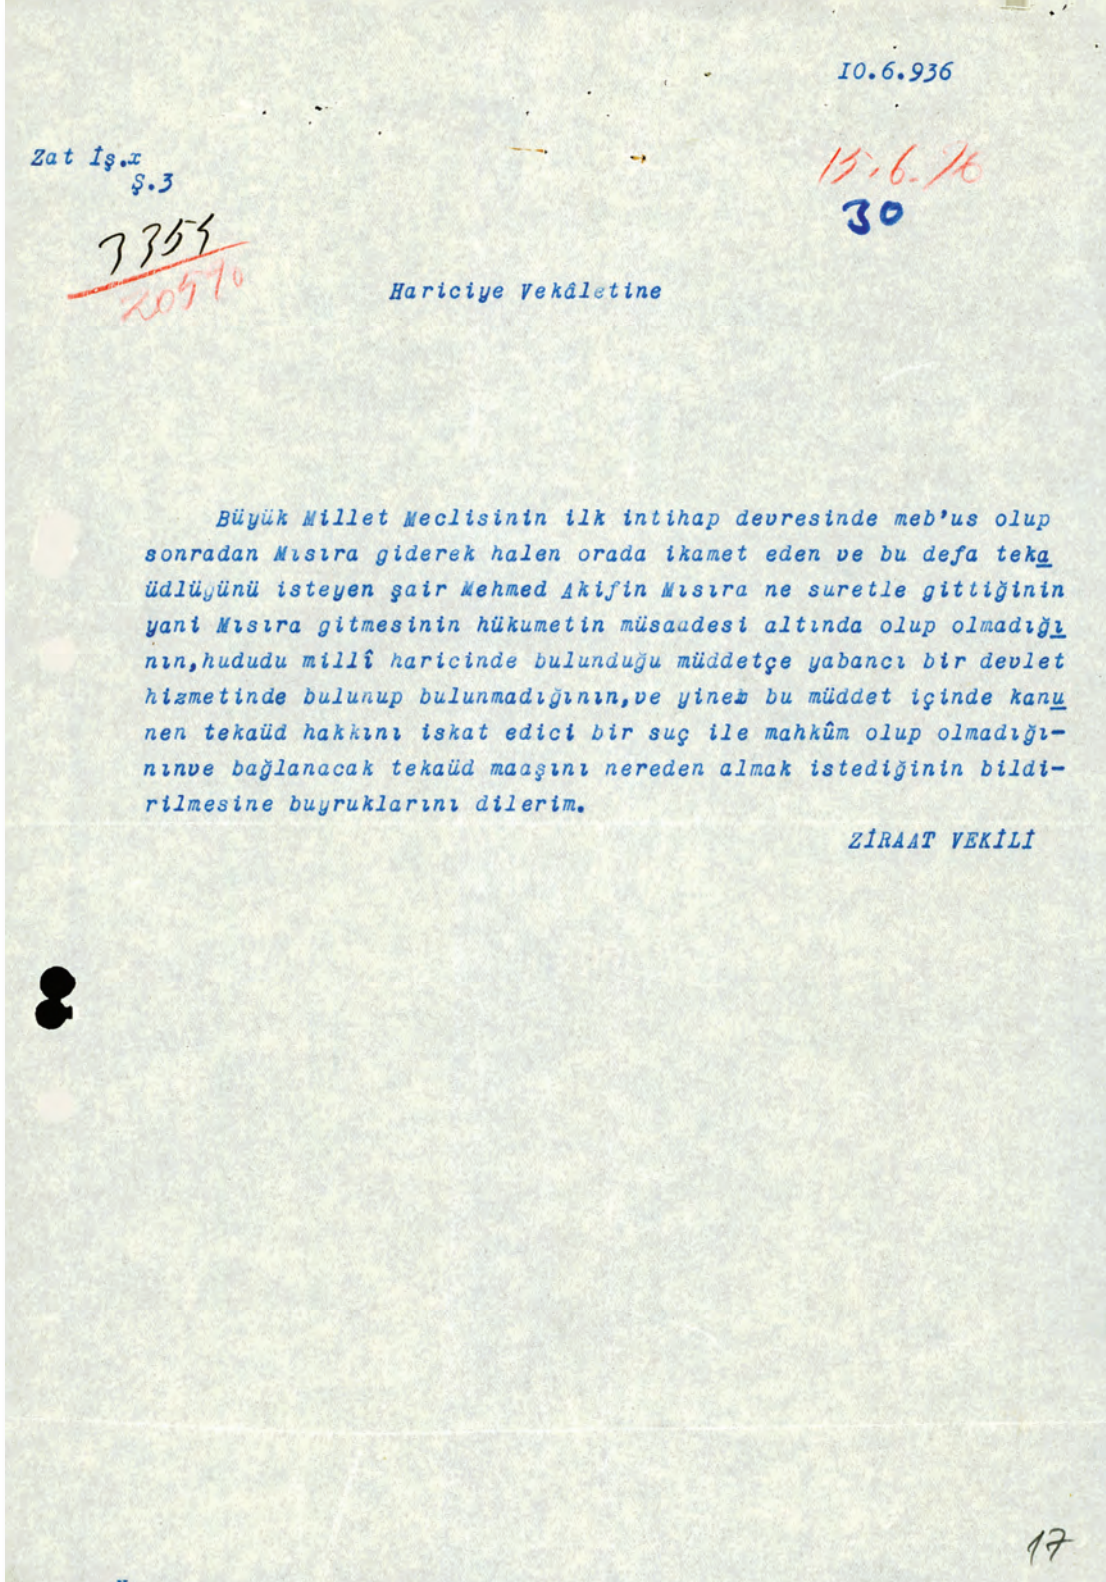 10.6.936
Zat İş.x
Ş.3
15.6.
30
3354
Hariciye Vekâletine
Büyük Millet Meclisinin ilk intihap devresinde meb'us olup
sonradan Mısıra giderek halen orada ikamet eden ve bu defa teka
üdlüğünü isteyen şair Mehmed Akifin Mısıra ne suretle gittiğinin
yani Mısıra gitmesinin hükumetin müsaadesi altında olup olmadığı
nın,hududu millî haricinde bulunduğu müddetçe yabancı bir devlet
hizmetinde bulunup bulunmadığının,ve yine bu müddet içinde kanu
nen tekaüd hakkını iskat edici bir suç ile mahkûm olup olmadığı-
nınve bağlanacak tekaüd maaşını nereden almak istediğinin bildi-
rilmesine buyruklarını dilerim.
ZİRAAT VEKİLİ
17